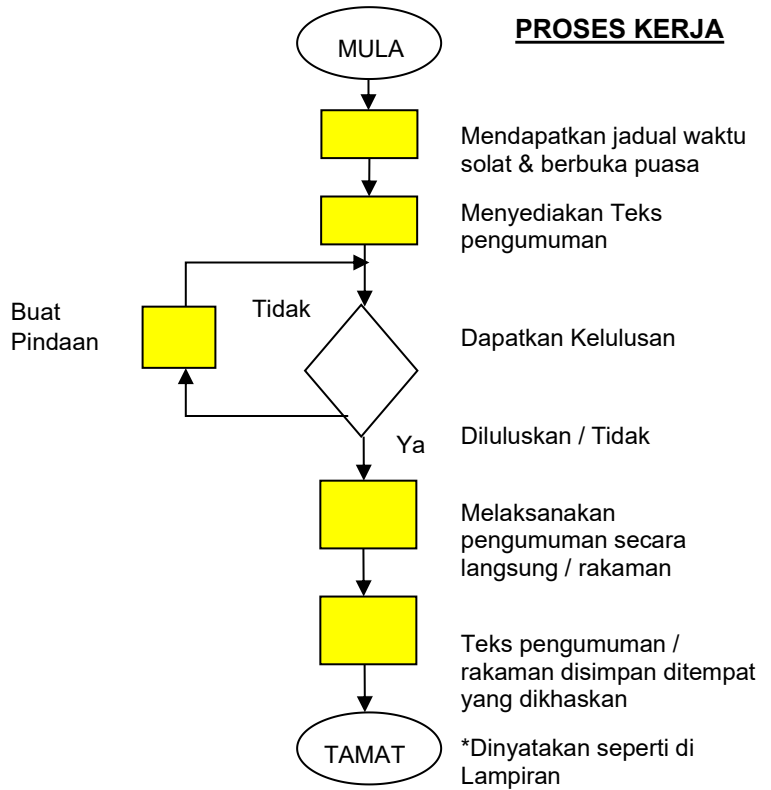 PROSES KERJA
MULA
Mendapatkan jadual waktu
solat & berbuka puasa
Menyediakan Teks
pengumuman
Buat
Pindaan
Tidak
Dapatkan Kelulusan
Ya
Diluluskan / Tidak
Melaksanakan
pengumuman secara
langsung / rakaman
Teks pengumuman /
rakaman disimpan ditempat
yang dikhaskan
TAMAT
*Dinyatakan seperti di
Lampiran